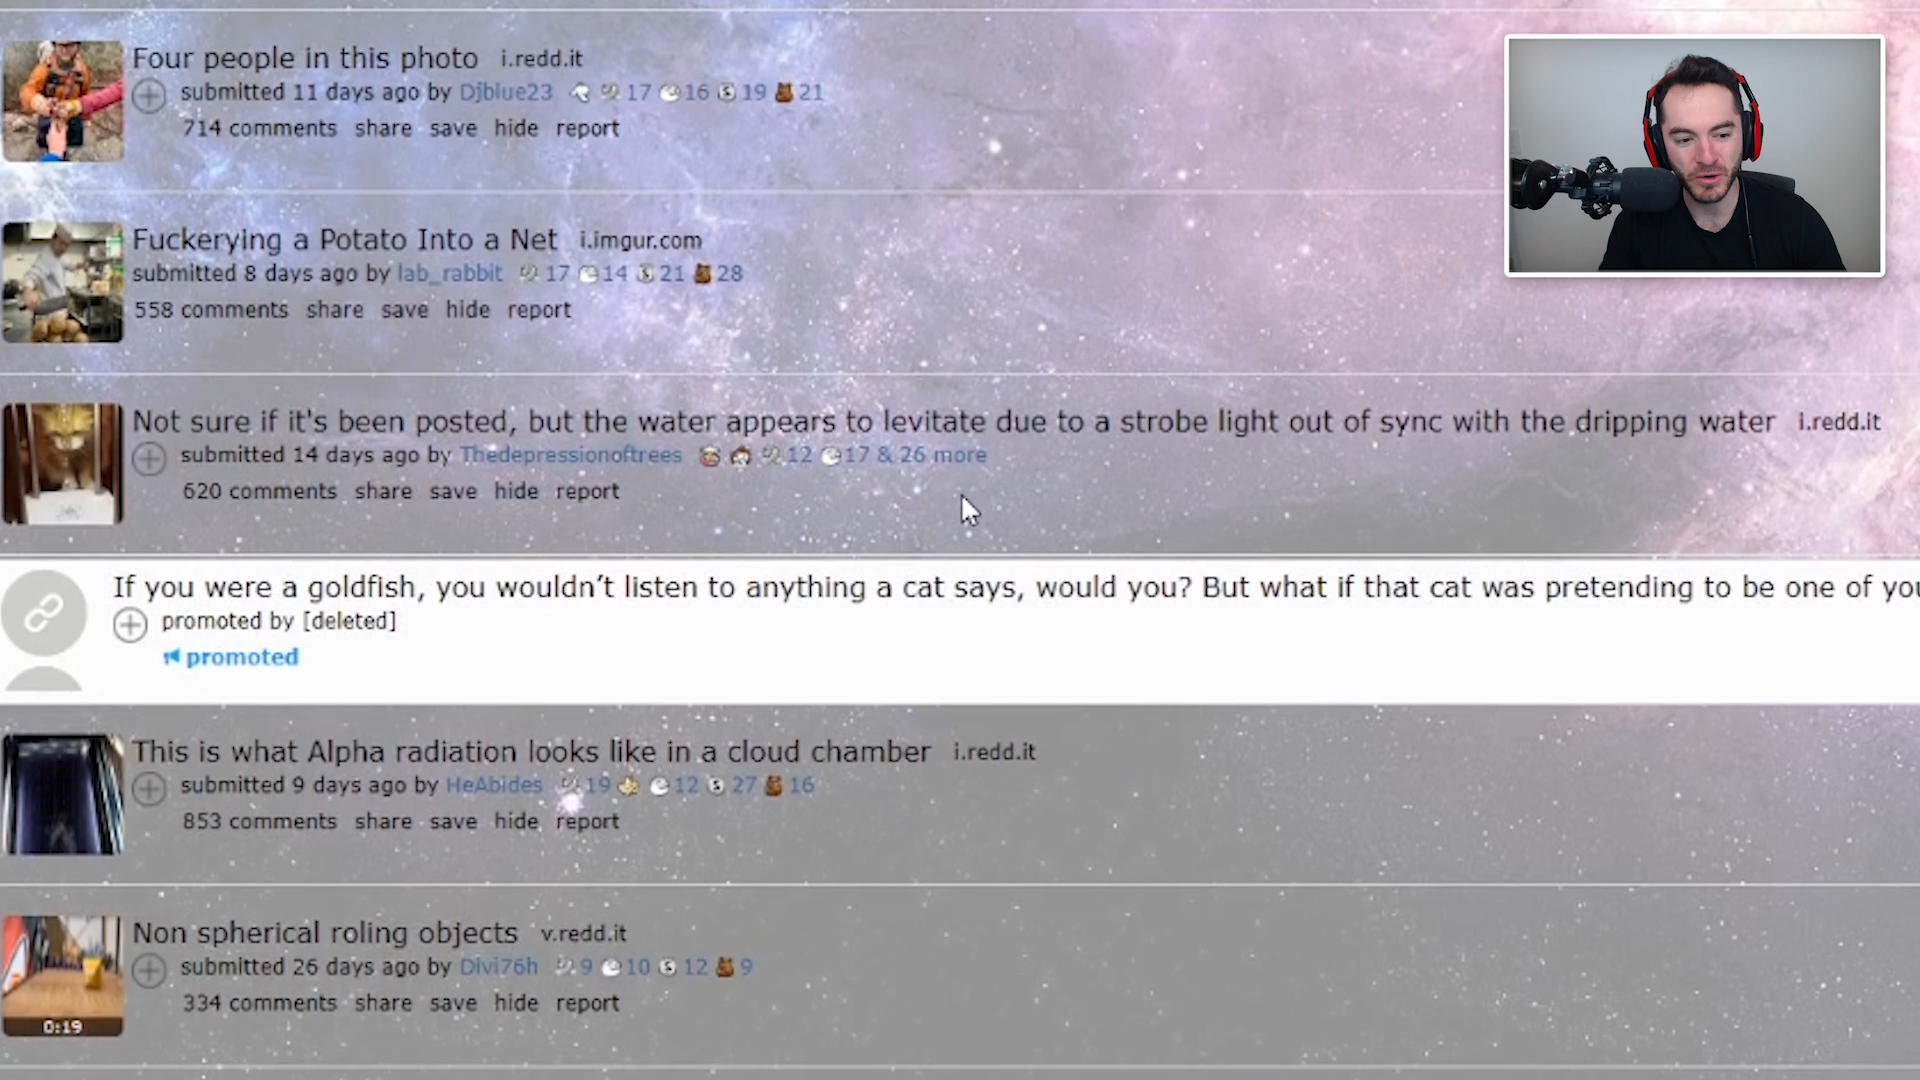 Four people in this photo i.redd.it
submitted 11 days ago by Djblue23 17 16 19 21
714 comments share save hide report
Fuckerying a Potato Into a Net i.imgur.com
submitted 8 days ago by lab_rabbit 17 14 21 28
558 comments share save hide report
Not sure if it's been posted, but the water appears to levitate due to a strobe light out of sync with the dripping water i.redd.it
submitted 14 days ago by Thedepressionoftrees 12 17 & 26 more
620 comments share save hide report
If you were a goldfish, you wouldn’t listen to anything a cat says, would you? But what if that cat was pretending to be one of you
promoted by [deleted]
promoted
This is what Alpha radiation looks like in a cloud chamber i.redd.it
submitted 9 days ago by HeAbides 19 12 27 16
853 comments share save hide report
Non spherical roling objects v.redd.it
submitted 26 days ago by Divi76h 9 10 12 9
334 comments share save hide report
0:19